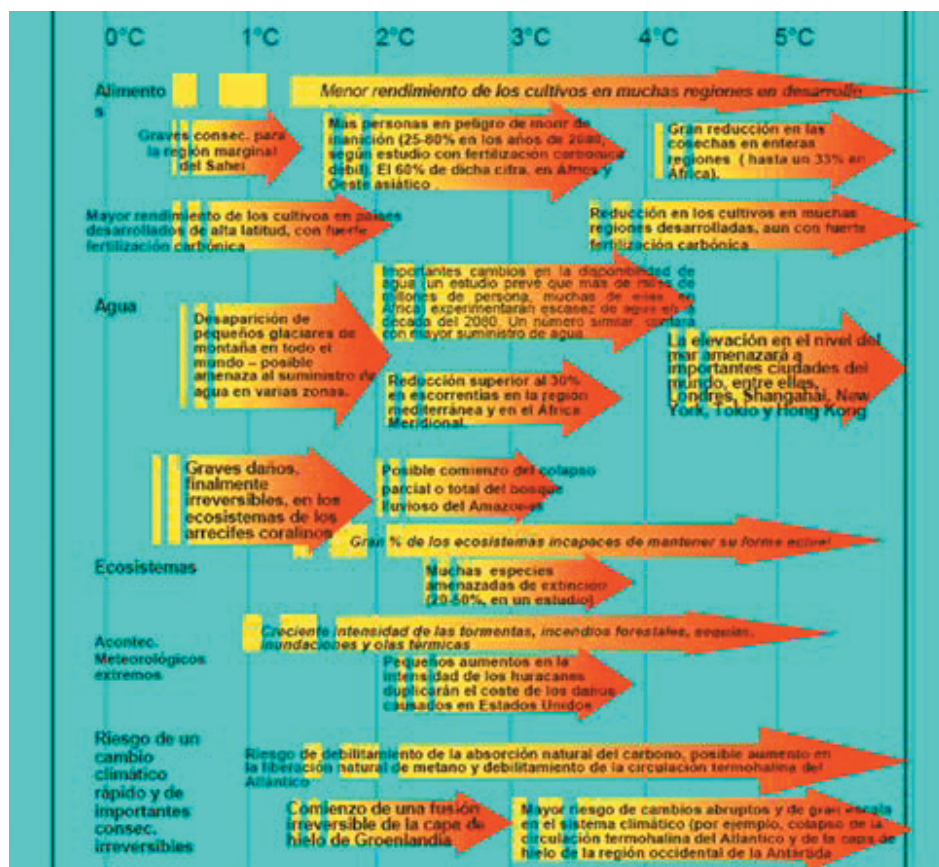 0°C 1°C 2°C 3°C 4°C 5°C
Alimento
s
Menor rendimiento de los cultivos en muchas regiones en desarrollo
Graves consec. para
la región marginal
del Sahel
Más personas en peligro de morir de
inanición (25-80% en los años de 2080,
según estudio con fertilización carbónica
débil). El 60% de dicha cifra, en África y
Oeste asiático .
Gran reducción en las
cosechas en enteras
regiones ( hasta un 33% en
África).
Mayor rendimiento de los cultivos en países
desarrollados de alta latitud, con fuerte
fertilización carbónica
Reducción en los cultivos en muchas
regiones desarrolladas, aun con fuerte
fertilización carbónica
Agua
Desaparición de
pequeños glaciares de
montaña en todo el
mundo – posible
amenaza al suministro de
agua en varias zonas.
Importantes cambios en la disponibilidad de
agua (un estudio prevé que más de miles de
millones de persona, muchas de ellas, en
África) experimentarán escasez de agua en la
década del 2080. Un número similar, contará
con mayor suministro de agua.
Reducción superior al 30%
en escorrentías en la región
mediterránea y en el África
Meridional.
La elevación en el nivel del
mar amenazará a
importantes ciudades del
mundo, entre ellas,
Londres, Shangahái, New
York, Tokio y Hong Kong
Graves daños,
finalmente
irreversibles, en los
ecosistemas de los
arrecifes coralinos
Posible comienzo del colapso
parcial o total del bosque
lluvioso del Amazonas
Gran % de los ecosistemas incapaces de mantener su forma actual
Ecosistemas
Muchas especies
amenazadas de extinción
(20-50%, en un estudio)
Acontec.
Meteorológicos
extremos
Creciente intensidad de las tormentas, incendios forestales, sequías,
inundaciones y olas térmicas
Pequeños aumentos en la
intensidad de los huracanes
duplicarán el coste de los daños
causados en Estados Unidos
Riesgo de un
cambio
climático
rápido y de
importantes
consec.
irreversibles
Riesgo de debilitamiento de la absorción natural del carbono, posible aumento en
la liberación natural de metano y debilitamiento de la circulación termohalina del
Atlántico
Comienzo de una fusión
irreversible de la capa de
hielo de Groenlandia
Mayor riesgo de cambios abruptos y de gran escala
en el sistema climático (por ejemplo, colapso de la
circulación termohalina del Atlántico y de la capa de
hielo de la región occidental de la Antártida